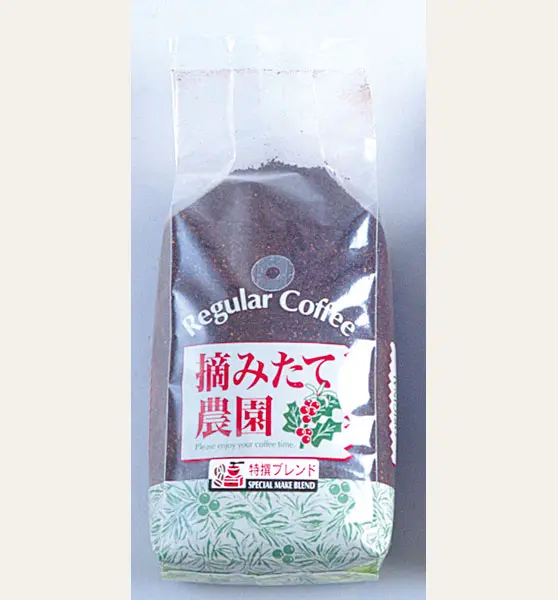 Regular Coffee
摘みたて
農園
Please enjoy your coffee time.
特撰ブレンド
SPECIAL MAKE BLEND